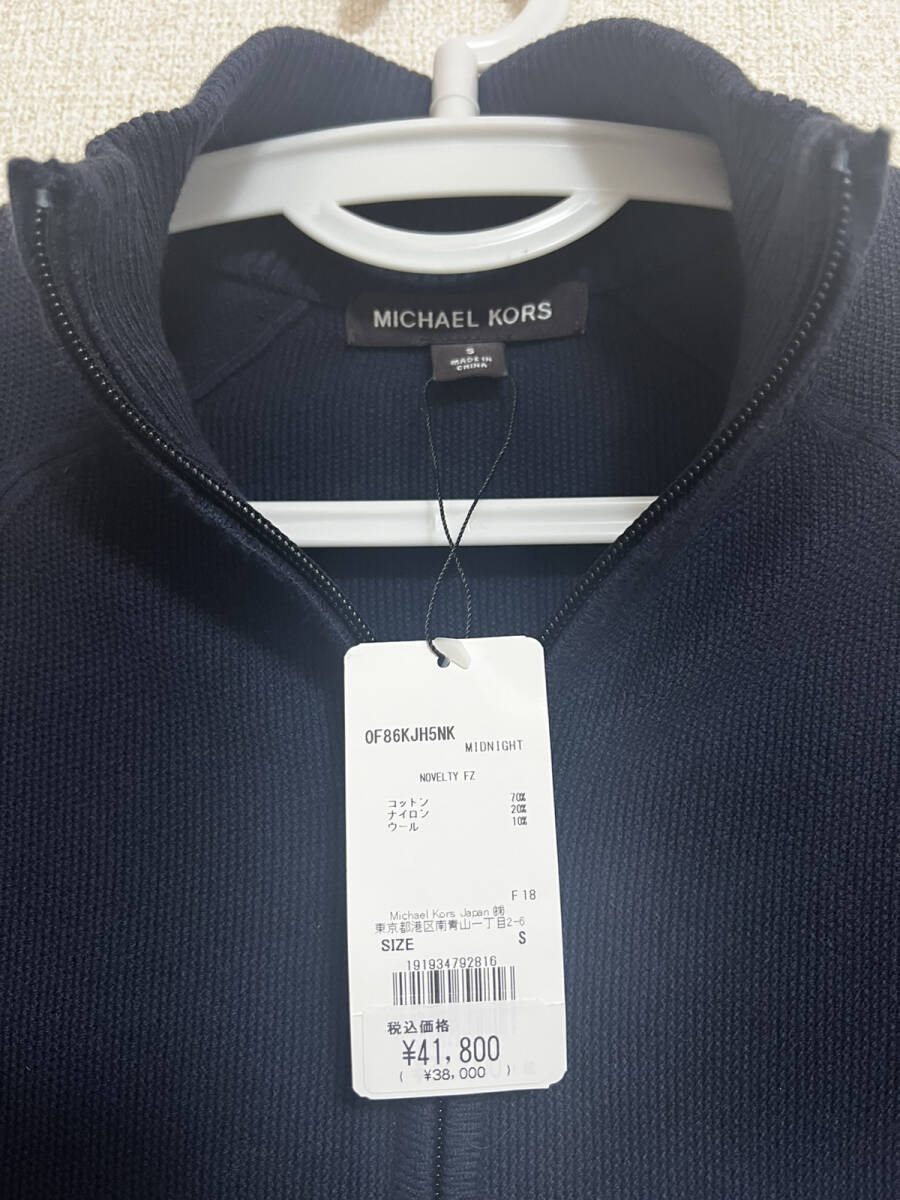 MICHAEL KORS
S
MADE IN
CHINA
0F86KJH5NK
MIDNIGHT
NOVELTY FZ
コットン 70%
ナイロン 20%
ウール 10%
F 18
Michael Kors Japan ㈱
東京都港区南青山一丁目2-6
SIZE S
191934792816
税込価格
¥41,800
( ¥38,000 )